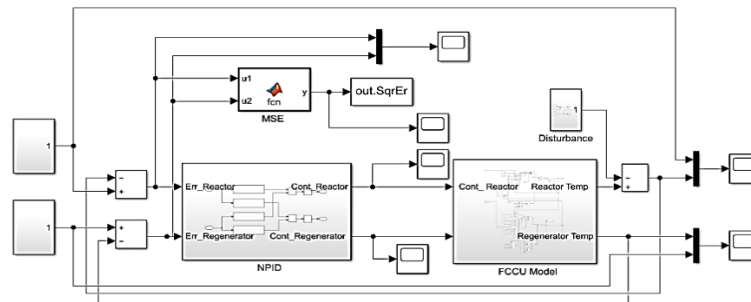 u1
u2
fcn
y
MSE
out.SqrEr
1
Disturbance
− +
Err_Reactor
Cont_Reactor
Cont_ Reactor
Reactor Temp
− +
1
+ −
Err_Regenerator
Cont_Regenerator
Regenerator Temp
NPID
FCCU Model